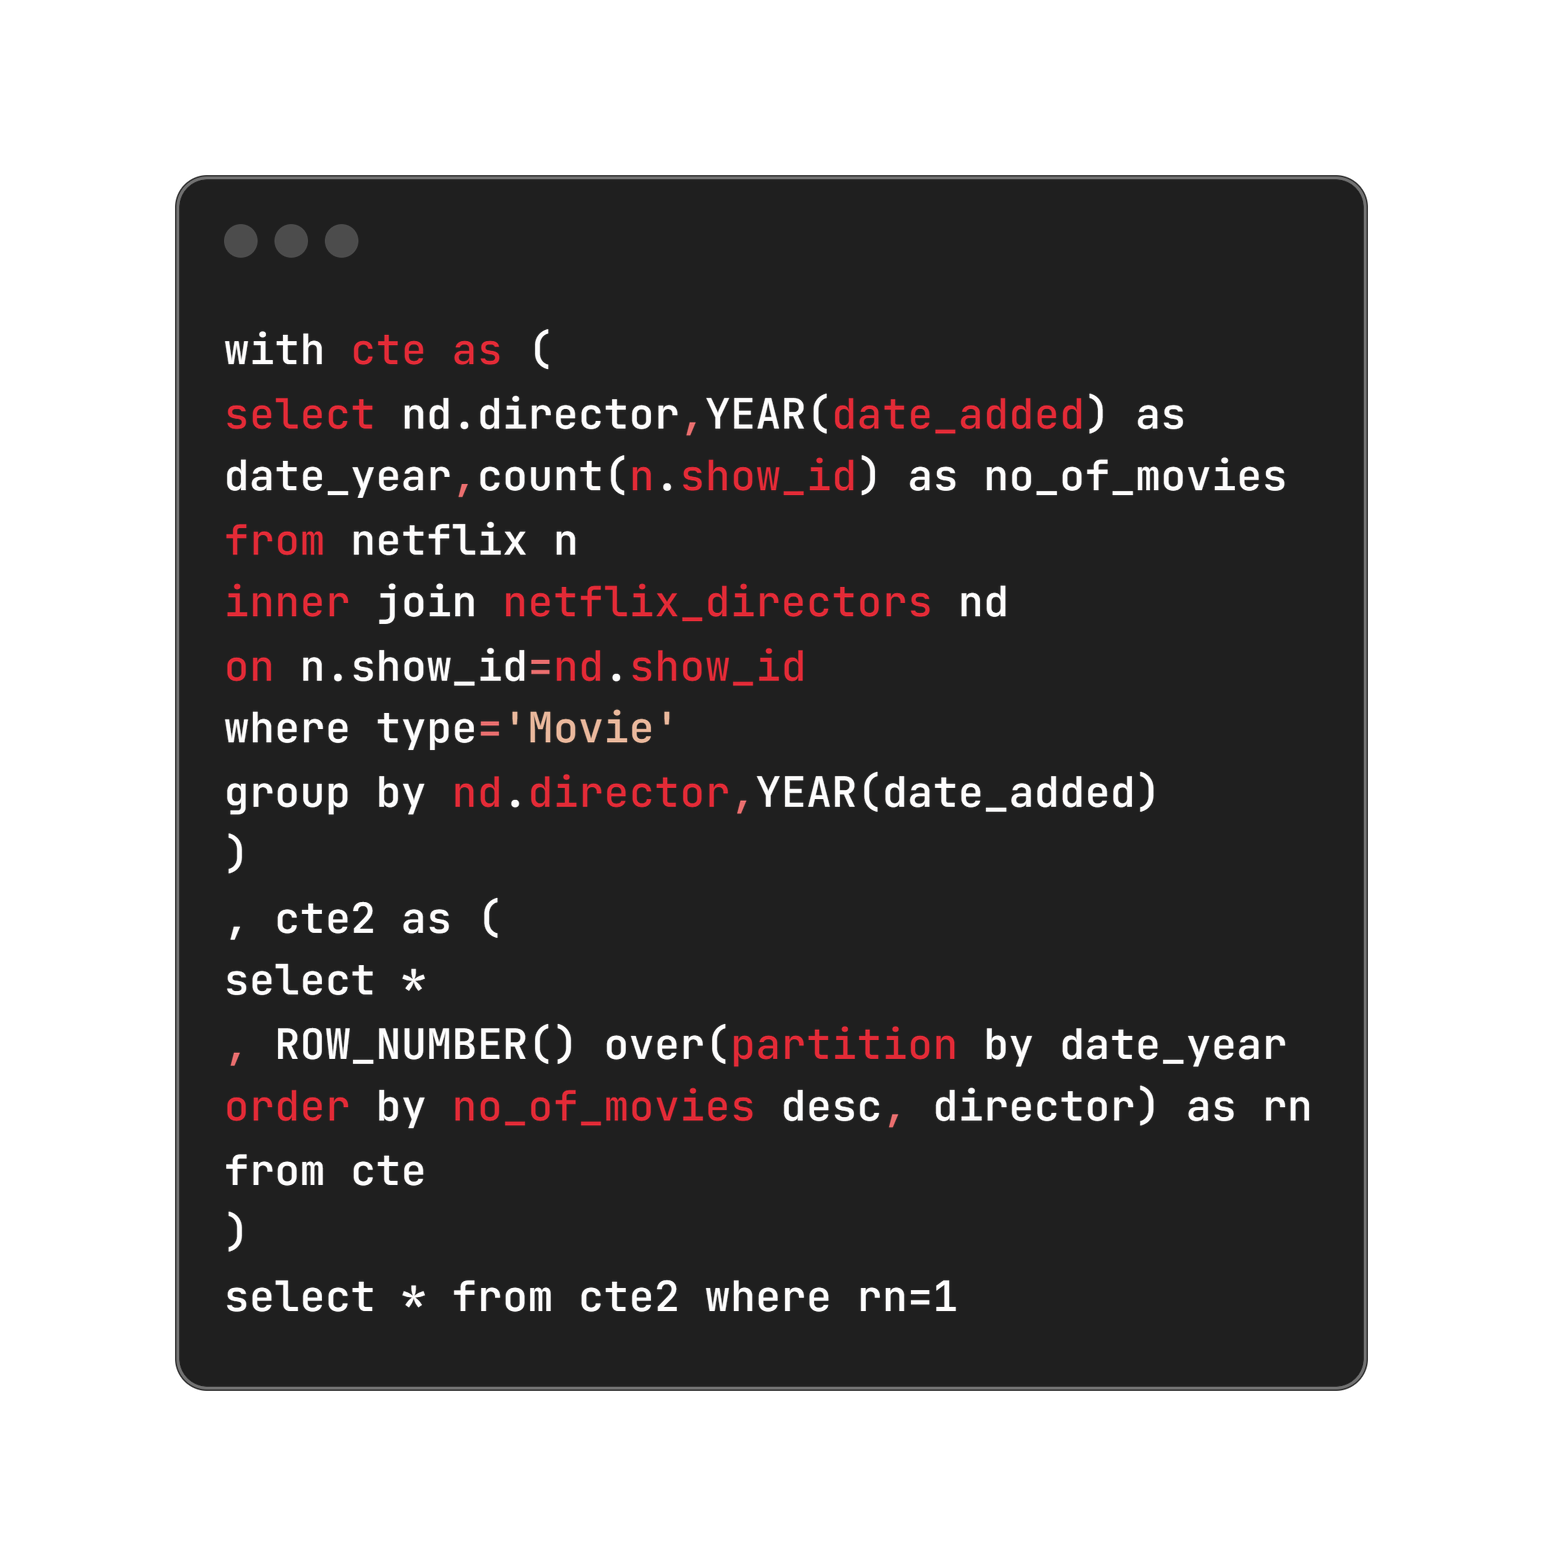 with cte as (
select nd.director,YEAR(date_added) as
date_year,count(n.show_id) as no_of_movies
from netflix n
inner join netflix_directors nd
on n.show_id=nd.show_id
where type='Movie'
group by nd.director,YEAR(date_added)
)
, cte2 as (
select *
, ROW_NUMBER() over(partition by date_year
order by no_of_movies desc, director) as rn
from cte
)
select * from cte2 where rn=1